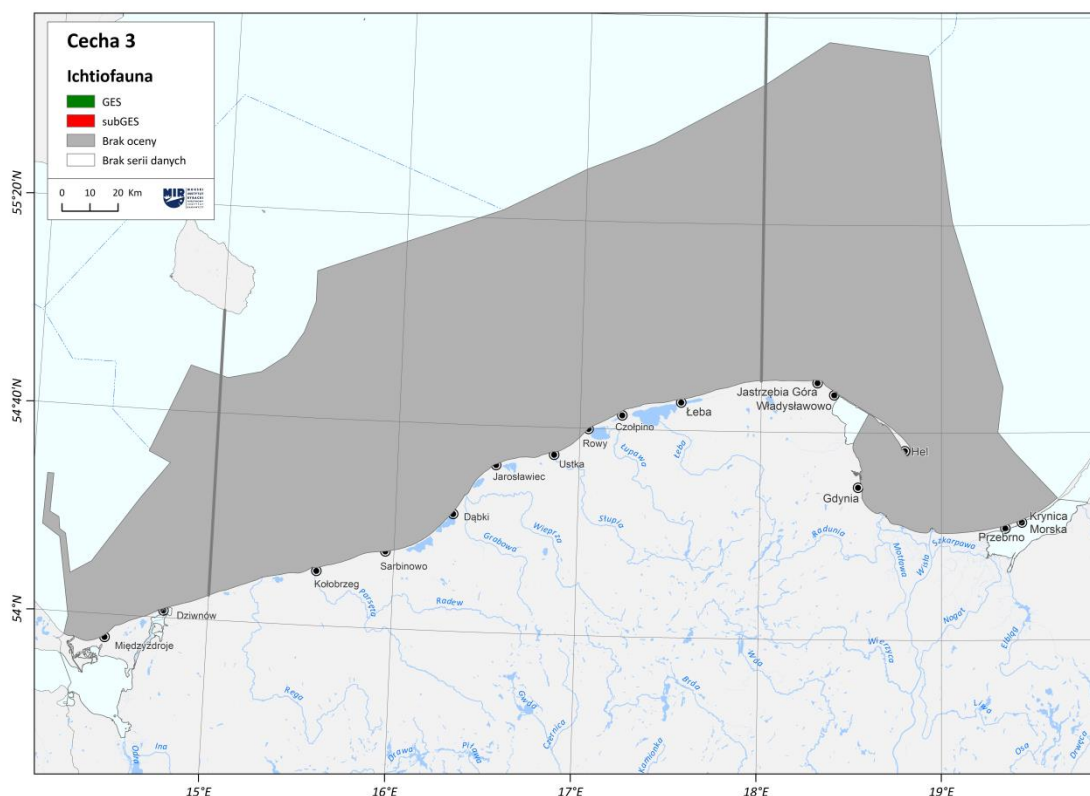 Cecha 3
Ichtiofauna
GES
subGES
Brak oceny
Brak serii danych
0 10 20 Km
MIR
55°20'N
54°40'N
54°N
15°E
16°E
17°E
18°E
19°E
Jastrzębia Góra
Władysławowo
Łeba
Czołpino
Rowy
Hel
Ustka
Jarosławiec
Gdynia
Dąbki
Krynica
Morska
Przebrno
Sarbinowo
Kołobrzeg
Dziwnów
Międzyzdroje
Łupawa
Łeba
Słupia
Wieprza
Grabowa
Radunia
Motława
Wisła
Szkarpawa
Parsęta
Radew
Nogat
Elbląg
Wierzyca
Wda
Brda
Rega
Gwda
Czernica
Liwa
Osa
Drwęca
Ina
Odra
Drawa
Piława
Kamionka